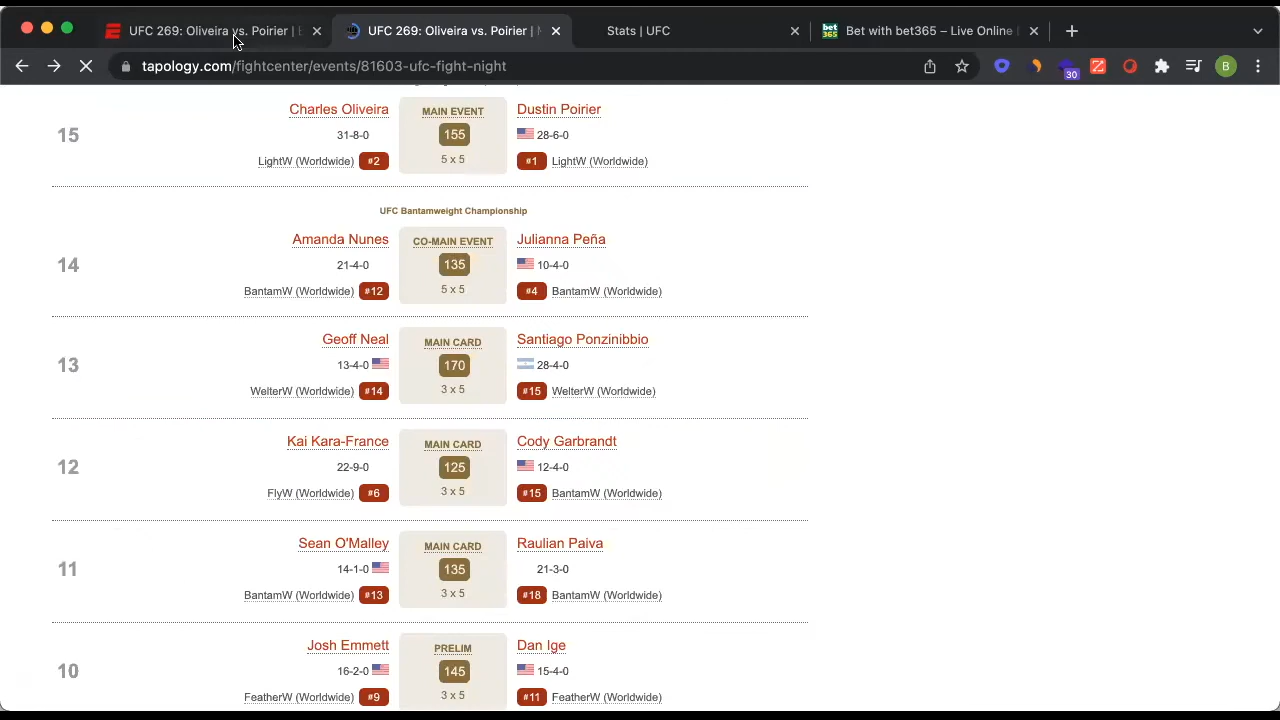 UFC 269: Oliveira vs. Poirier |
UFC 269: Oliveira vs. Poirier |
Stats | UFC
bet365
Bet with bet365 – Live Online
tapology.com/fightcenter/events/81603-ufc-fight-night
30
B
15
Charles Oliveira
MAIN EVENT
Dustin Poirier
31-8-0
155
28-6-0
LightW (Worldwide) #2
5 x 5
#1 LightW (Worldwide)
UFC Bantamweight Championship
14
Amanda Nunes
CO-MAIN EVENT
Julianna Peña
21-4-0
135
10-4-0
BantamW (Worldwide) #12
5 x 5
#4 BantamW (Worldwide)
13
Geoff Neal
MAIN CARD
Santiago Ponzinibbio
13-4-0
170
28-4-0
WelterW (Worldwide) #14
3 x 5
#15 WelterW (Worldwide)
12
Kai Kara-France
MAIN CARD
Cody Garbrandt
22-9-0
125
12-4-0
FlyW (Worldwide) #6
3 x 5
#15 BantamW (Worldwide)
11
Sean O'Malley
MAIN CARD
Raulian Paiva
14-1-0
135
21-3-0
BantamW (Worldwide) #13
3 x 5
#18 BantamW (Worldwide)
10
Josh Emmett
PRELIM
Dan Ige
16-2-0
145
15-4-0
FeatherW (Worldwide) #9
3 x 5
#11 FeatherW (Worldwide)